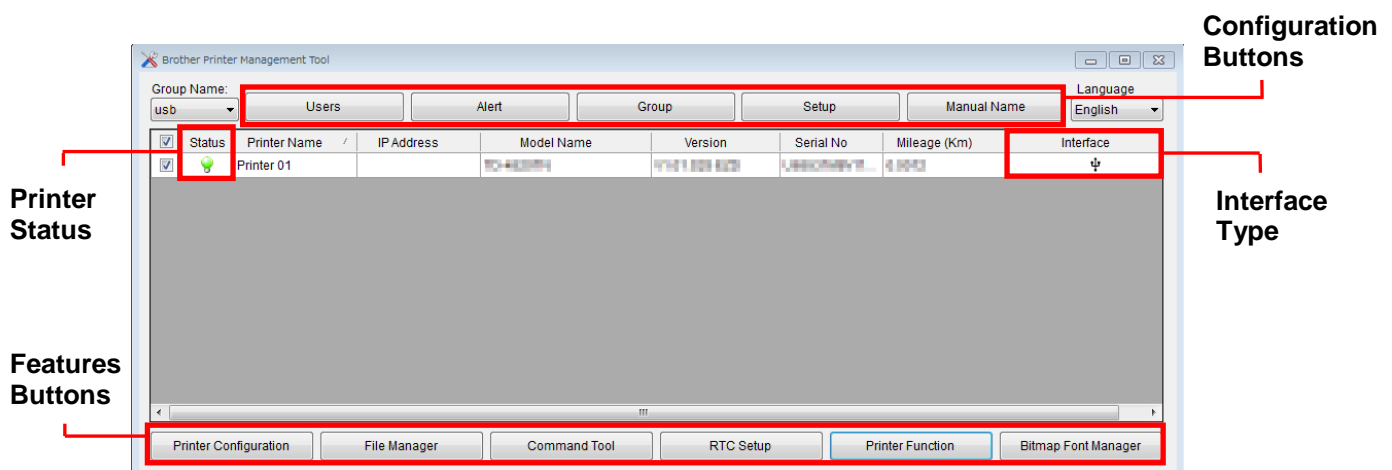 Configuration
Buttons
Brother Printer Management Tool
Group Name:
usb
Users
Alert
Group
Setup
Manual Name
Language
English
Status Printer Name / IP Address Model Name Version Serial No Mileage (Km) Interface
Printer 01
Printer
Status
Interface
Type
Features
Buttons
Printer Configuration
File Manager
Command Tool
RTC Setup
Printer Function
Bitmap Font Manager